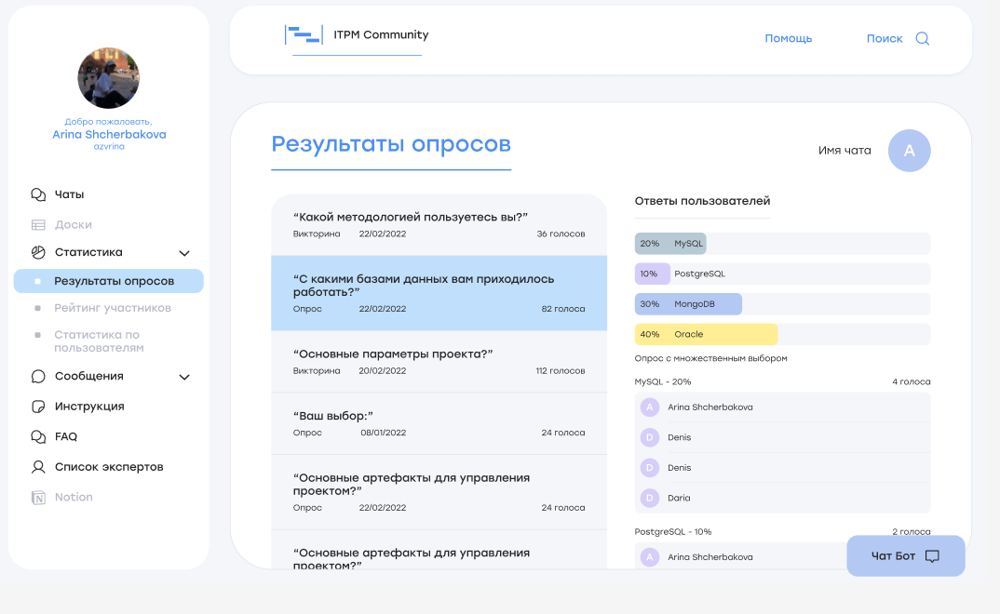 Добро пожаловать,
Arina Shcherbakova
azvrina
Чаты
Доски
Статистика
Результаты опросов
Рейтинг участников
Статистика по
пользователям
Сообщения
Инструкция
FAQ
Список экспертов
Notion
ITPM Community
Помощь
Поиск
Результаты опросов
Имя чата
A
“Какой методологией пользуетесь вы?”
Викторина 22/02/2022 36 голосов
“С какими базами данных вам приходилось
работать?”
Опрос 22/02/2022 82 голоса
“Основные параметры проекта?”
Викторина 20/02/2022 112 голосов
“Ваш выбор:”
Опрос 08/01/2022 24 голоса
“Основные артефакты для управления
проектом?”
Опрос 22/02/2022 24 голоса
“Основные артефакты для управления
проектом?”
Ответы пользователей
20% MySQL
10% PostgreSQL
30% MongoDB
40% Oracle
Опрос с множественным выбором
MySQL - 20% 4 голоса
A Arina Shcherbakova
D Denis
D Denis
D Daria
PostgreSQL - 10% 2 голоса
A Arina Shcherbakova
Чат Бот